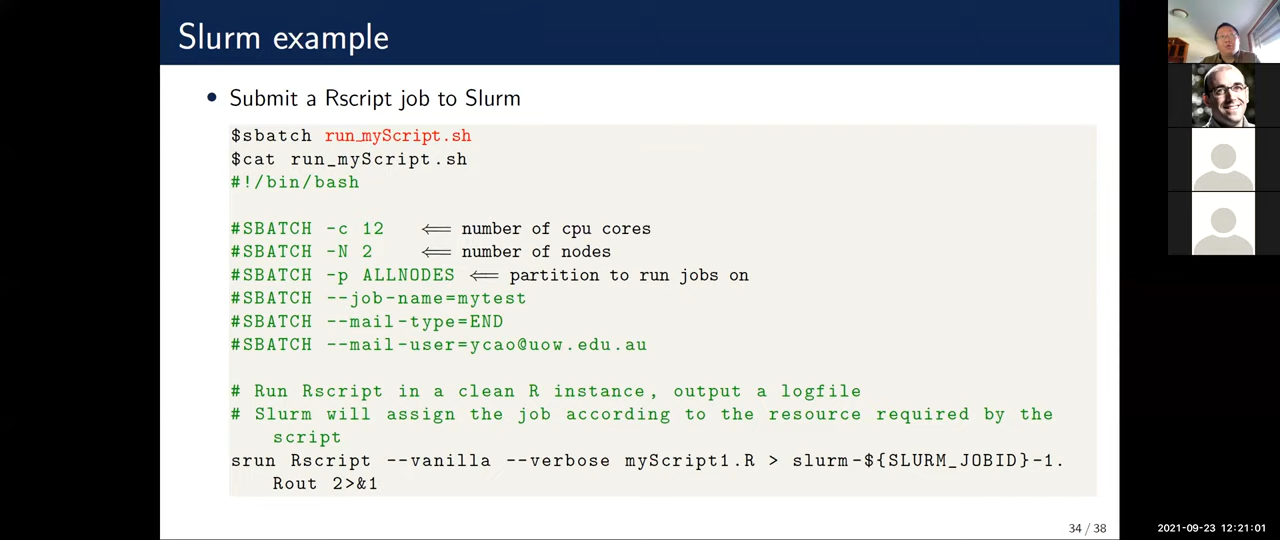 Slurm example
• Submit a Rscript job to Slurm
$sbatch run_myScript.sh
$cat run_myScript.sh
#!/bin/bash
#SBATCH -c 12 ⟸ number of cpu cores
#SBATCH -N 2 ⟸ number of nodes
#SBATCH -p ALLNODES ⟸ partition to run jobs on
#SBATCH --job-name=mytest
#SBATCH --mail-type=END
#SBATCH --mail-user=ycao@uow.edu.au
# Run Rscript in a clean R instance, output a logfile
# Slurm will assign the job according to the resource required by the
script
srun Rscript --vanilla --verbose myScript1.R > slurm-${SLURM_JOBID}-1.
Rout 2>&1
34 / 38
2021-09-23 12:21:01